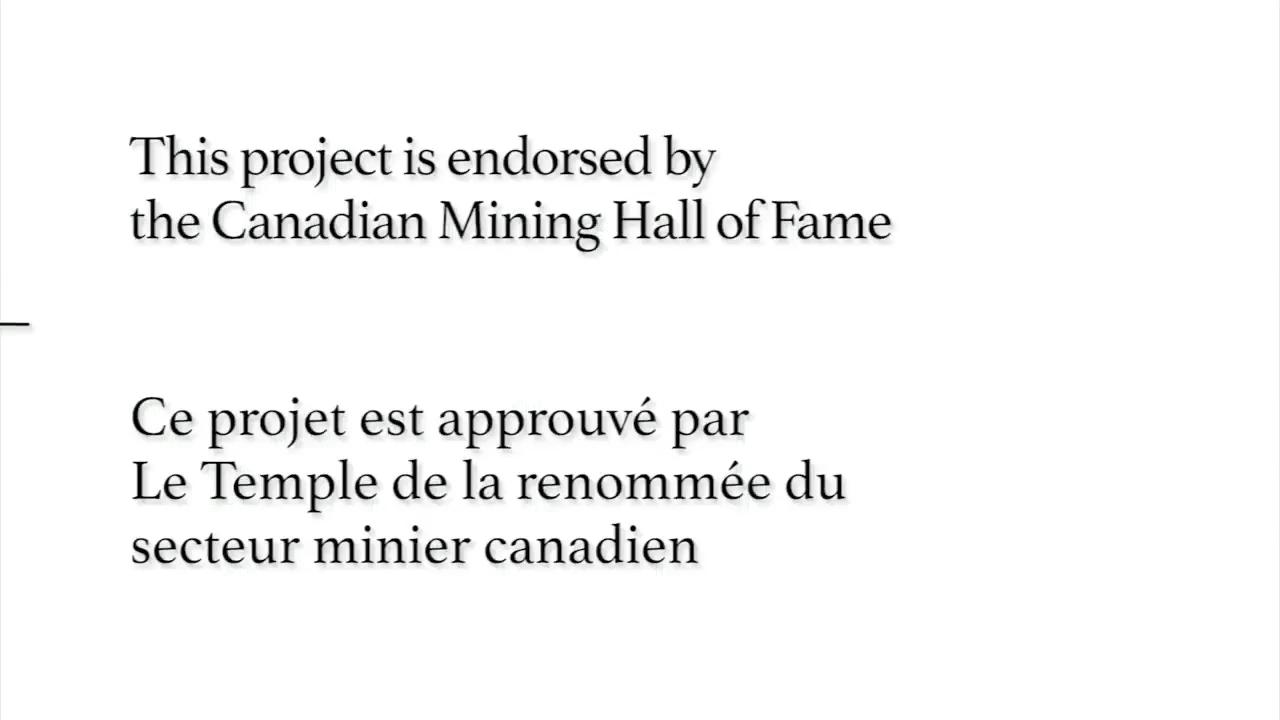 This project is endorsed by
the Canadian Mining Hall of Fame
Ce projet est approuvé par
Le Temple de la renommée du
secteur minier canadien